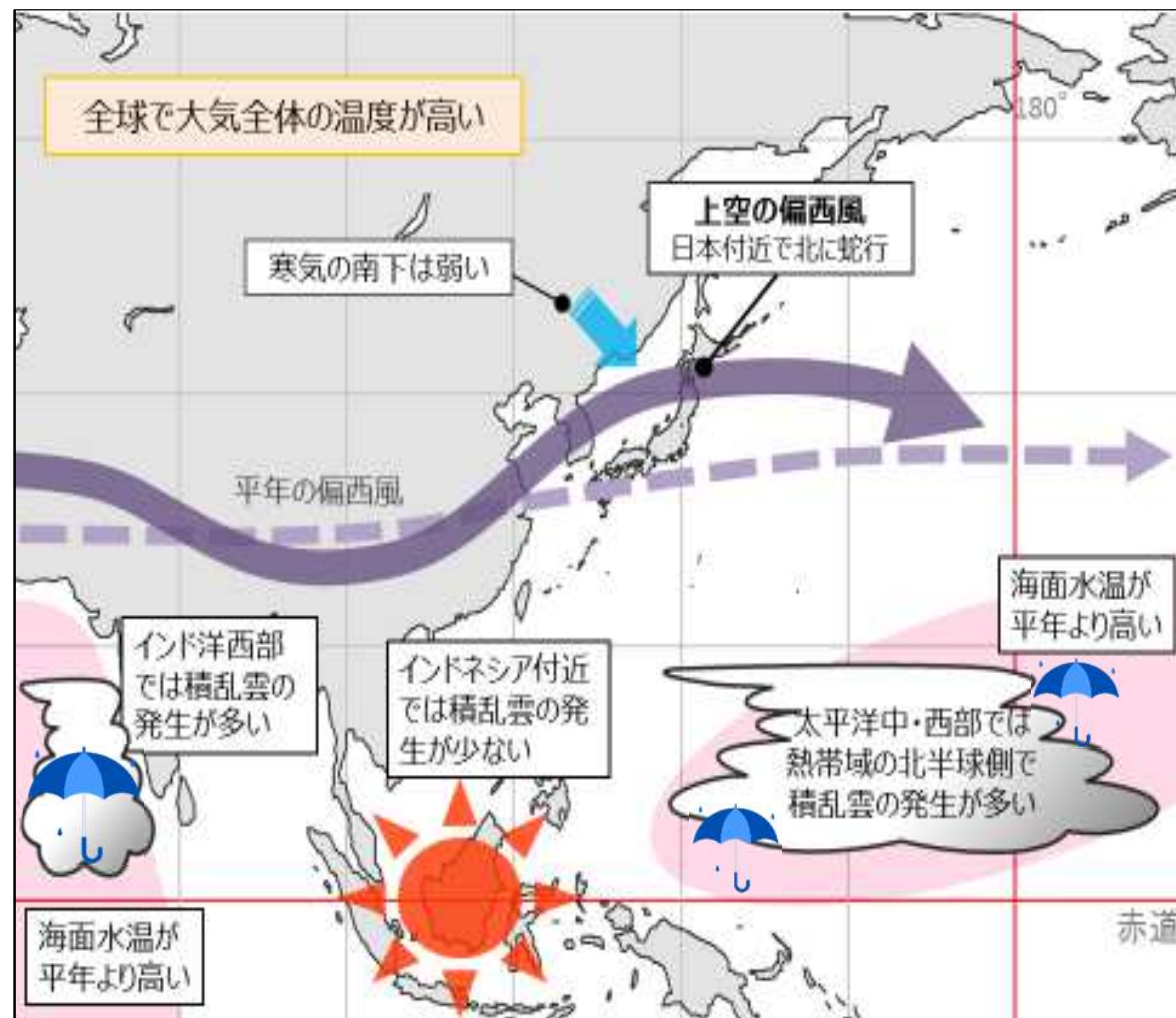 全球で大気全体の温度が高い
180°
上空の偏西風
日本付近で北に蛇行
寒気の南下は弱い
平年の偏西風
海面水温が
平年より高い
インド洋西部
では積乱雲の
発生が多い
インドネシア付近
では積乱雲の発
生が少ない
太平洋中・西部では
熱帯域の北半球側で
積乱雲の発生が多い
海面水温が
平年より高い
赤道